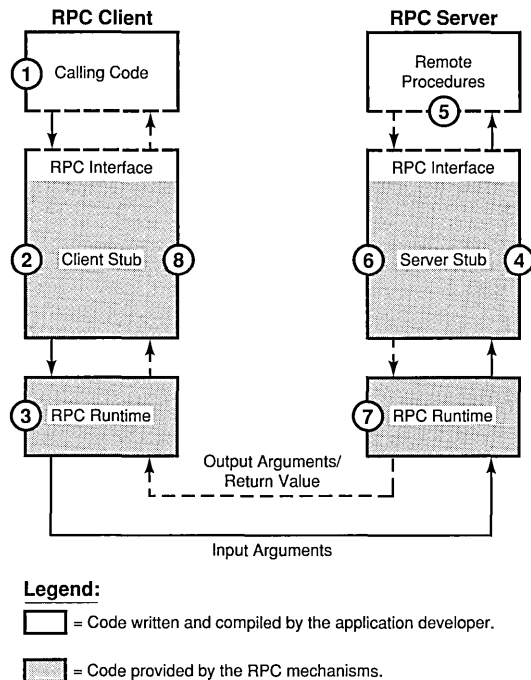 RPC Client
RPC Server
1
Calling Code
Remote
Procedures
5
RPC Interface
RPC Interface
2
Client Stub
8
6
Server Stub
4
3
RPC Runtime
7
RPC Runtime
Output Arguments/
Return Value
Input Arguments
Legend:
= Code written and compiled by the application developer.
= Code provided by the RPC mechanisms.